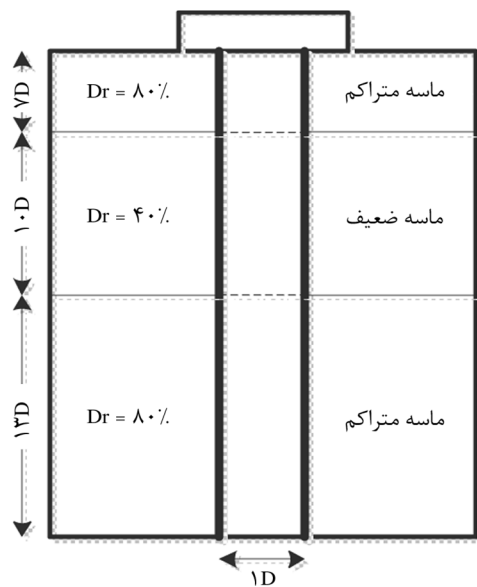 ۷D
Dr = ۸۰٪
ماسه متراکم
۱۰D
Dr = ۴۰٪
ماسه ضعیف
۱۳D
Dr = ۸۰٪
ماسه متراکم
۱D